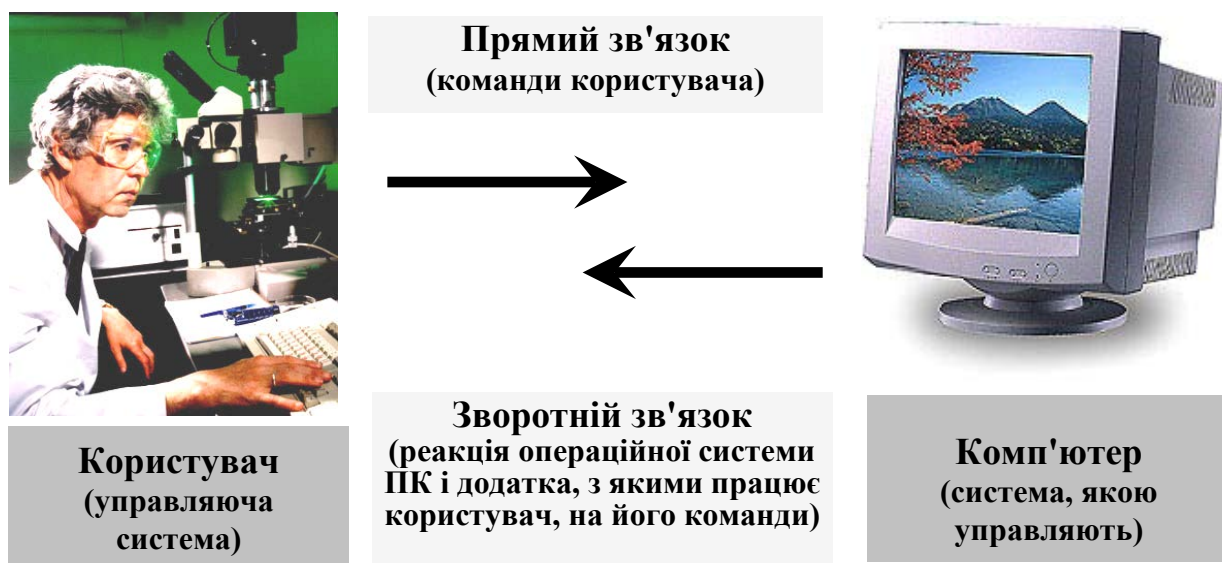 Прямий зв'язок
(команди користувача)
Зворотній зв'язок
(реакція операційної системи
ПК і додатка, з якими працює
користувач, на його команди)
Користувач
(управляюча
система)
Комп'ютер
(система, якою
управляють)